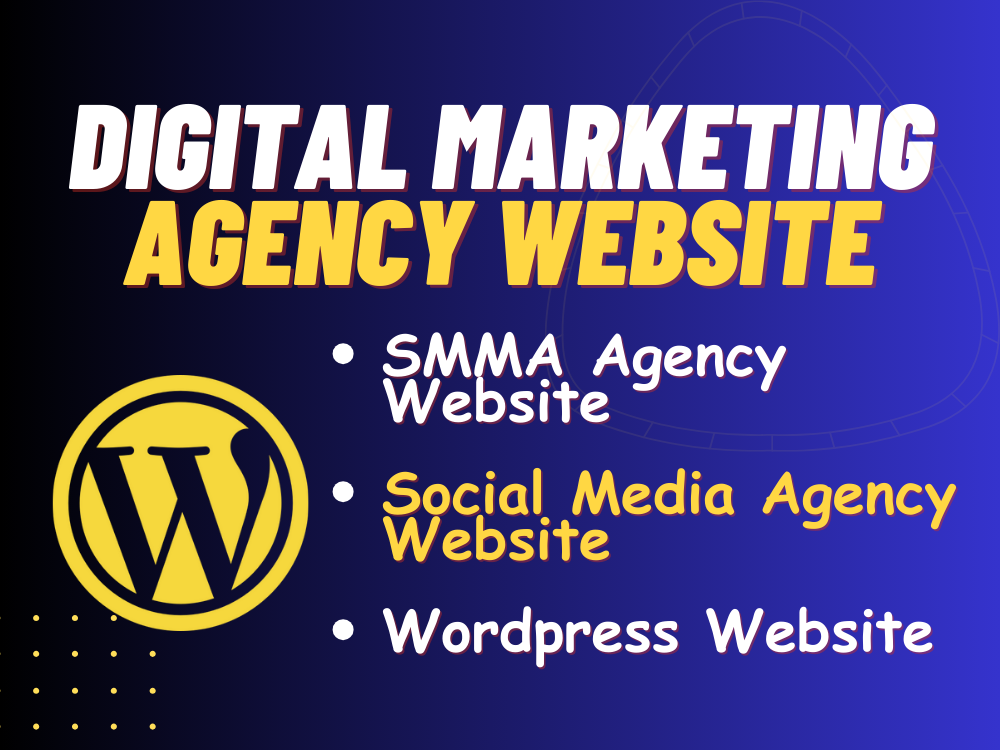 DIGITAL MARKETING
AGENCY WEBSITE
• SMMA Agency
Website
• Social Media Agency
Website
• Wordpress Website